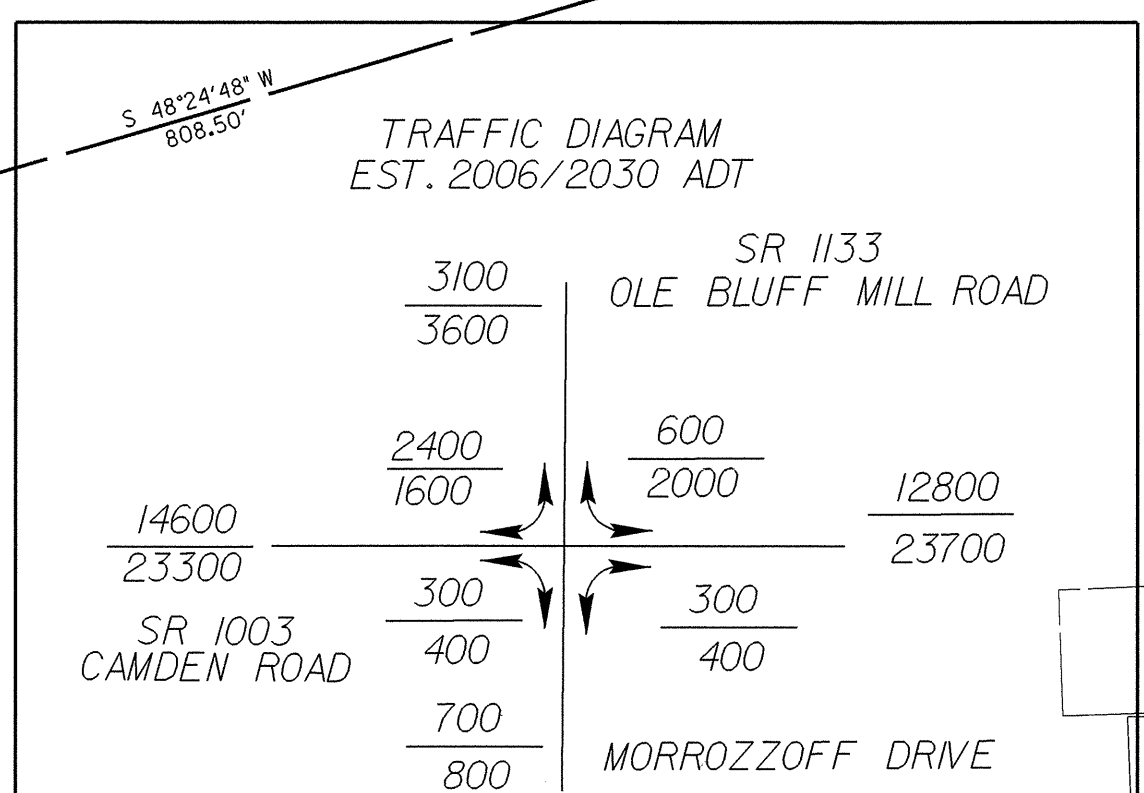 S 48°24'48" W
808.50'
TRAFFIC DIAGRAM
EST. 2006/2030 ADT
SR 1133
OLE BLUFF MILL ROAD
3100
3600
2400
1600
600
2000
12800
23700
14600
23300
SR 1003
CAMDEN ROAD
300
400
300
400
700
800
MORROZZOFF DRIVE